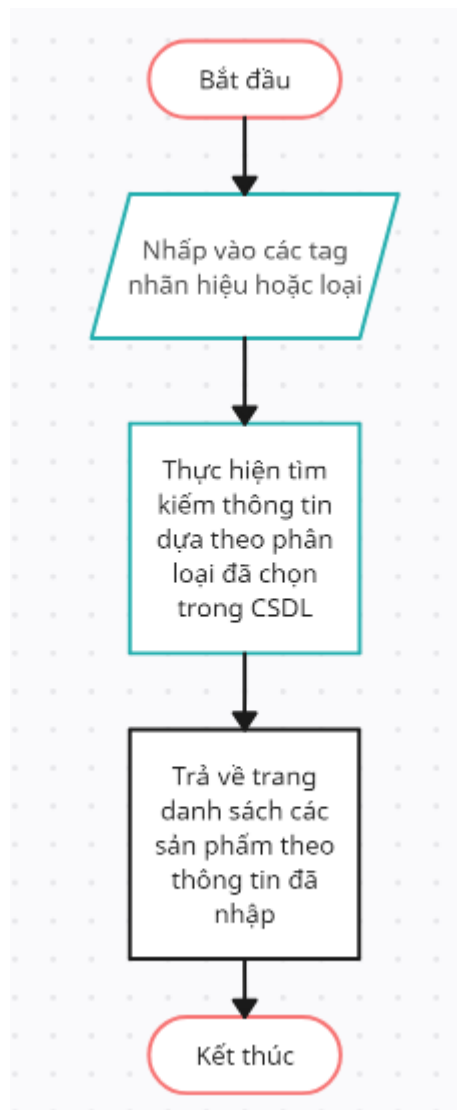 Bắt đầu
Nhấp vào các tag
nhãn hiệu hoặc loại
Thực hiện tìm
kiếm thông tin
dựa theo phân
loại đã chọn
trong CSDL
Trả về trang
danh sách các
sản phẩm theo
thông tin đã
nhập
Kết thúc